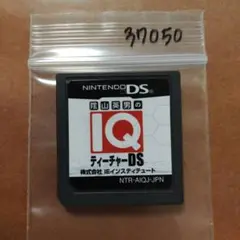 37050
NINTENDO DS
陰山英男の
IQ
ティーチャーDS
株式会社 IEインスティテュート
NTR-AIQJ-JPN